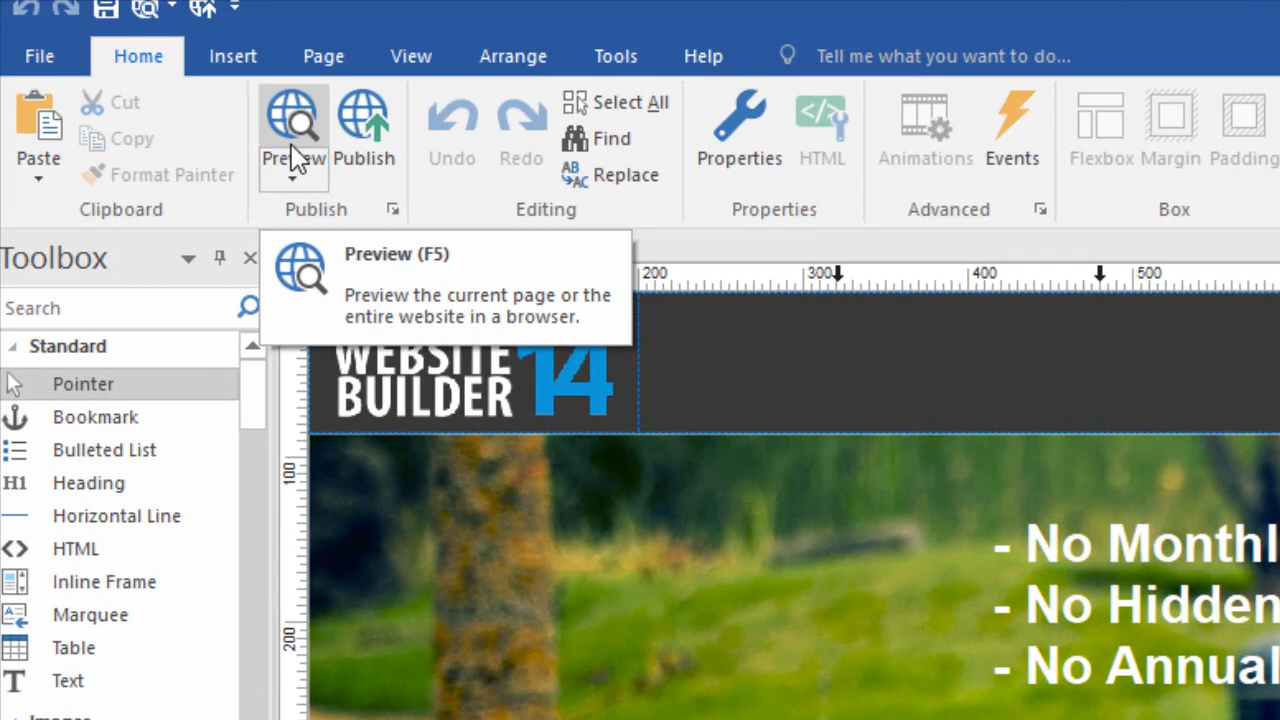 File Home Insert Page View Arrange Tools Help Tell me what you want to do...
Paste
Cut
Copy
Format Painter
Clipboard
Preview
Publish
Publish
Undo
Redo
Select All
Find
Replace
Editing
Properties
HTML
Properties
Animations
Events
Advanced
Flexbox
Margin
Padding
Box
Preview (F5)
Preview the current page or the
entire website in a browser.
Toolbox
Search
Standard
Pointer
Bookmark
Bulleted List
H1 Heading
Horizontal Line
HTML
Inline Frame
Marquee
Table
T Text
200 300 400 500
100
200
WEBSITE
BUILDER 14
- No Monthl
- No Hidden
- No Annual